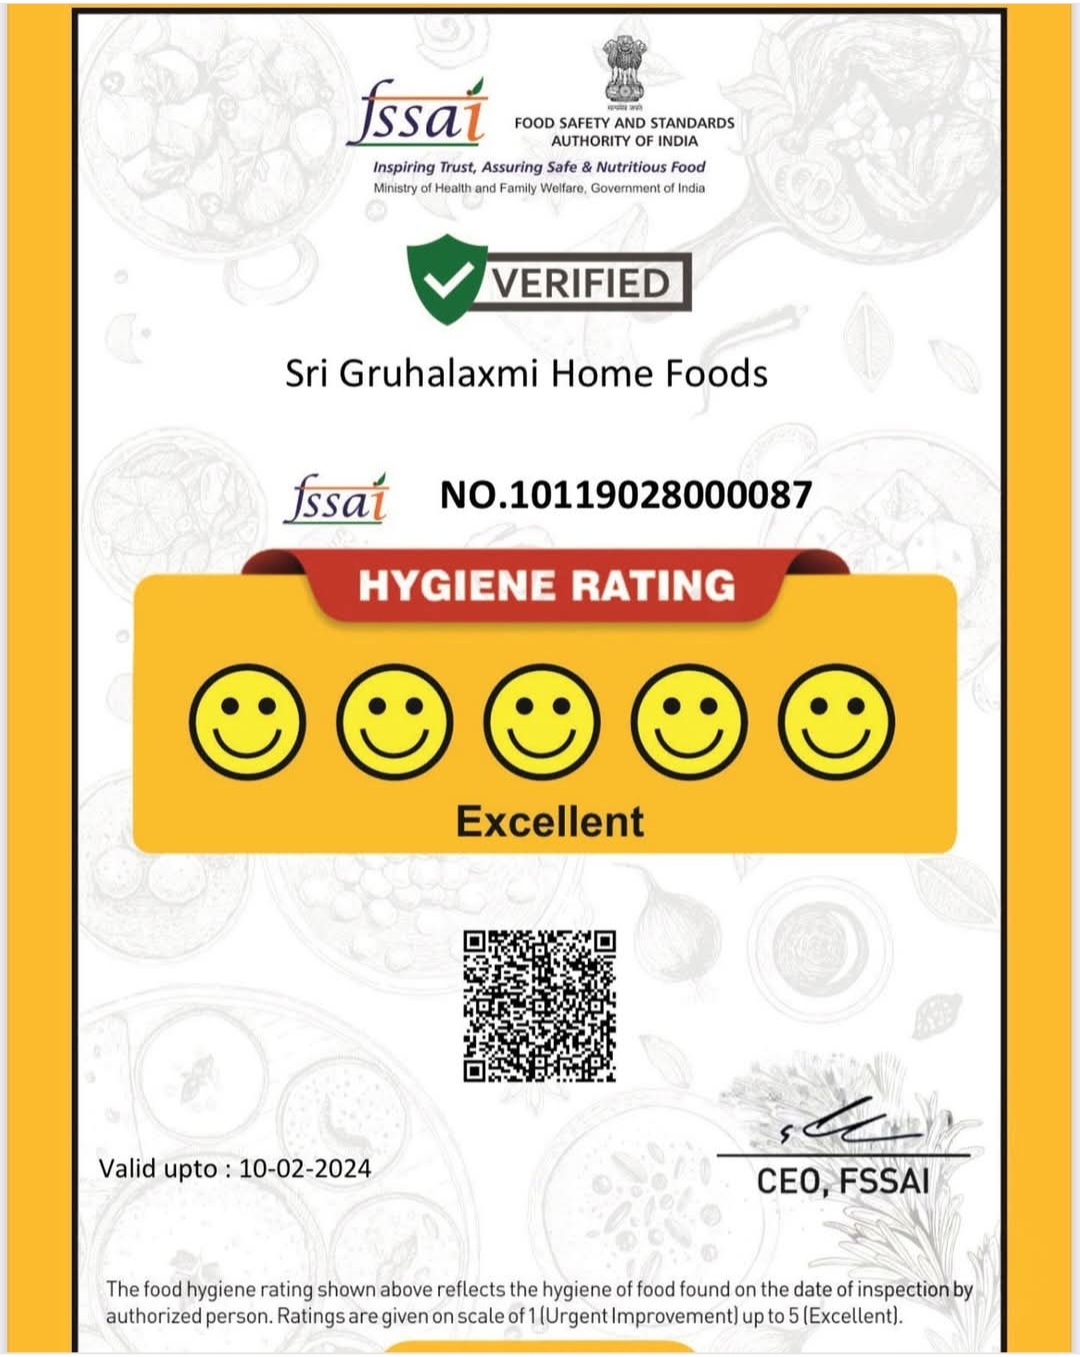 fssai
सत्यमेव जयते
FOOD SAFETY AND STANDARDS
AUTHORITY OF INDIA
Inspiring Trust, Assuring Safe & Nutritious Food
Ministry of Health and Family Welfare, Government of India
VERIFIED
Sri Gruhalaxmi Home Foods
fssai NO.10119028000087
HYGIENE RATING
Excellent
Valid upto : 10-02-2024
CEO, FSSAI
The food hygiene rating shown above reflects the hygiene of food found on the date of inspection by
authorized person. Ratings are given on scale of 1 (Urgent Improvement) up to 5 (Excellent).